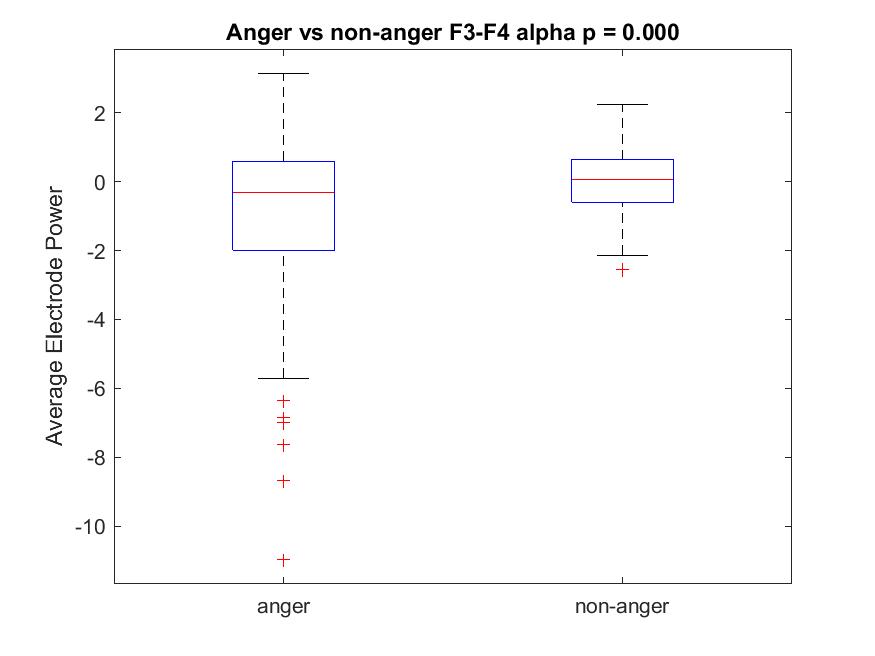 Anger vs non-anger F3-F4 alpha p = 0.000
Average Electrode Power
2
0
-2
-4
-6
-8
-10
anger non-anger